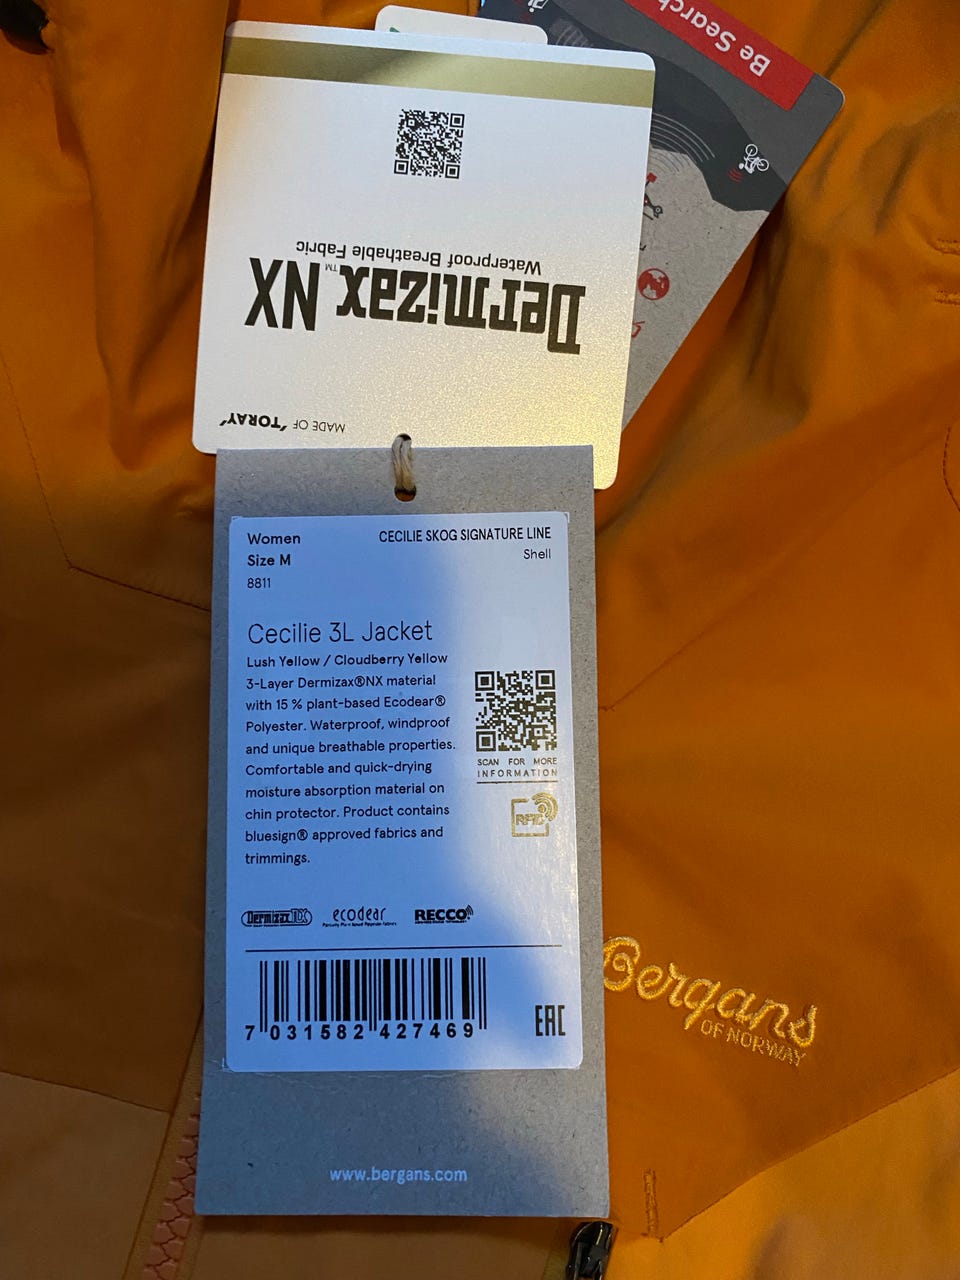 Be Search
Waterproof Breathable Fabric
Dermizax™ NX
MADE OF "TORAY"
Women
Size M
8811
CECILIE SKOG SIGNATURE LINE
Shell
Cecilie 3L Jacket
Lush Yellow / Cloudberry Yellow
3-Layer Dermizax®NX material
with 15 % plant-based Ecodear®
Polyester. Waterproof, windproof
and unique breathable properties.
Comfortable and quick-drying
moisture absorption material on
chin protector. Product contains
bluesign® approved fabrics and
trimmings.
SCAN FOR MORE
INFORMATION
RFID
Dermizax NX
ecodear
RECCO
7 031582 427469
EAC
Bergans
OF NORWAY
www.bergans.com